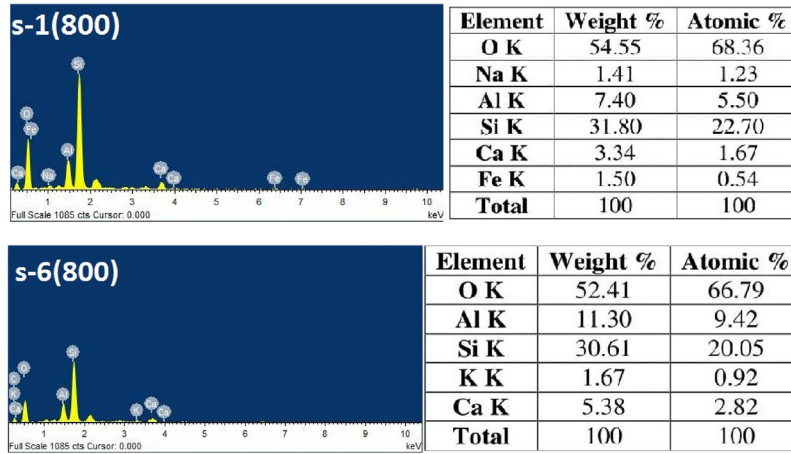 s-1(800)
Si
O
Fe
Al
Ca
Na
Ca
Ca
Fe
Fe
1 2 3 4 5 6 7 8 9 10
Full Scale 1085 cts Cursor: 0.000
keV
Element Weight % Atomic %
O K 54.55 68.36
Na K 1.41 1.23
Al K 7.40 5.50
Si K 31.80 22.70
Ca K 3.34 1.67
Fe K 1.50 0.54
Total 100 100
s-6(800)
Si
O
C
K
Ca
Al
K
Ca
Ca
1 2 3 4 5 6 7 8 9 10
Full Scale 1085 cts Cursor: 0.000
keV
Element Weight % Atomic %
O K 52.41 66.79
Al K 11.30 9.42
Si K 30.61 20.05
K K 1.67 0.92
Ca K 5.38 2.82
Total 100 100